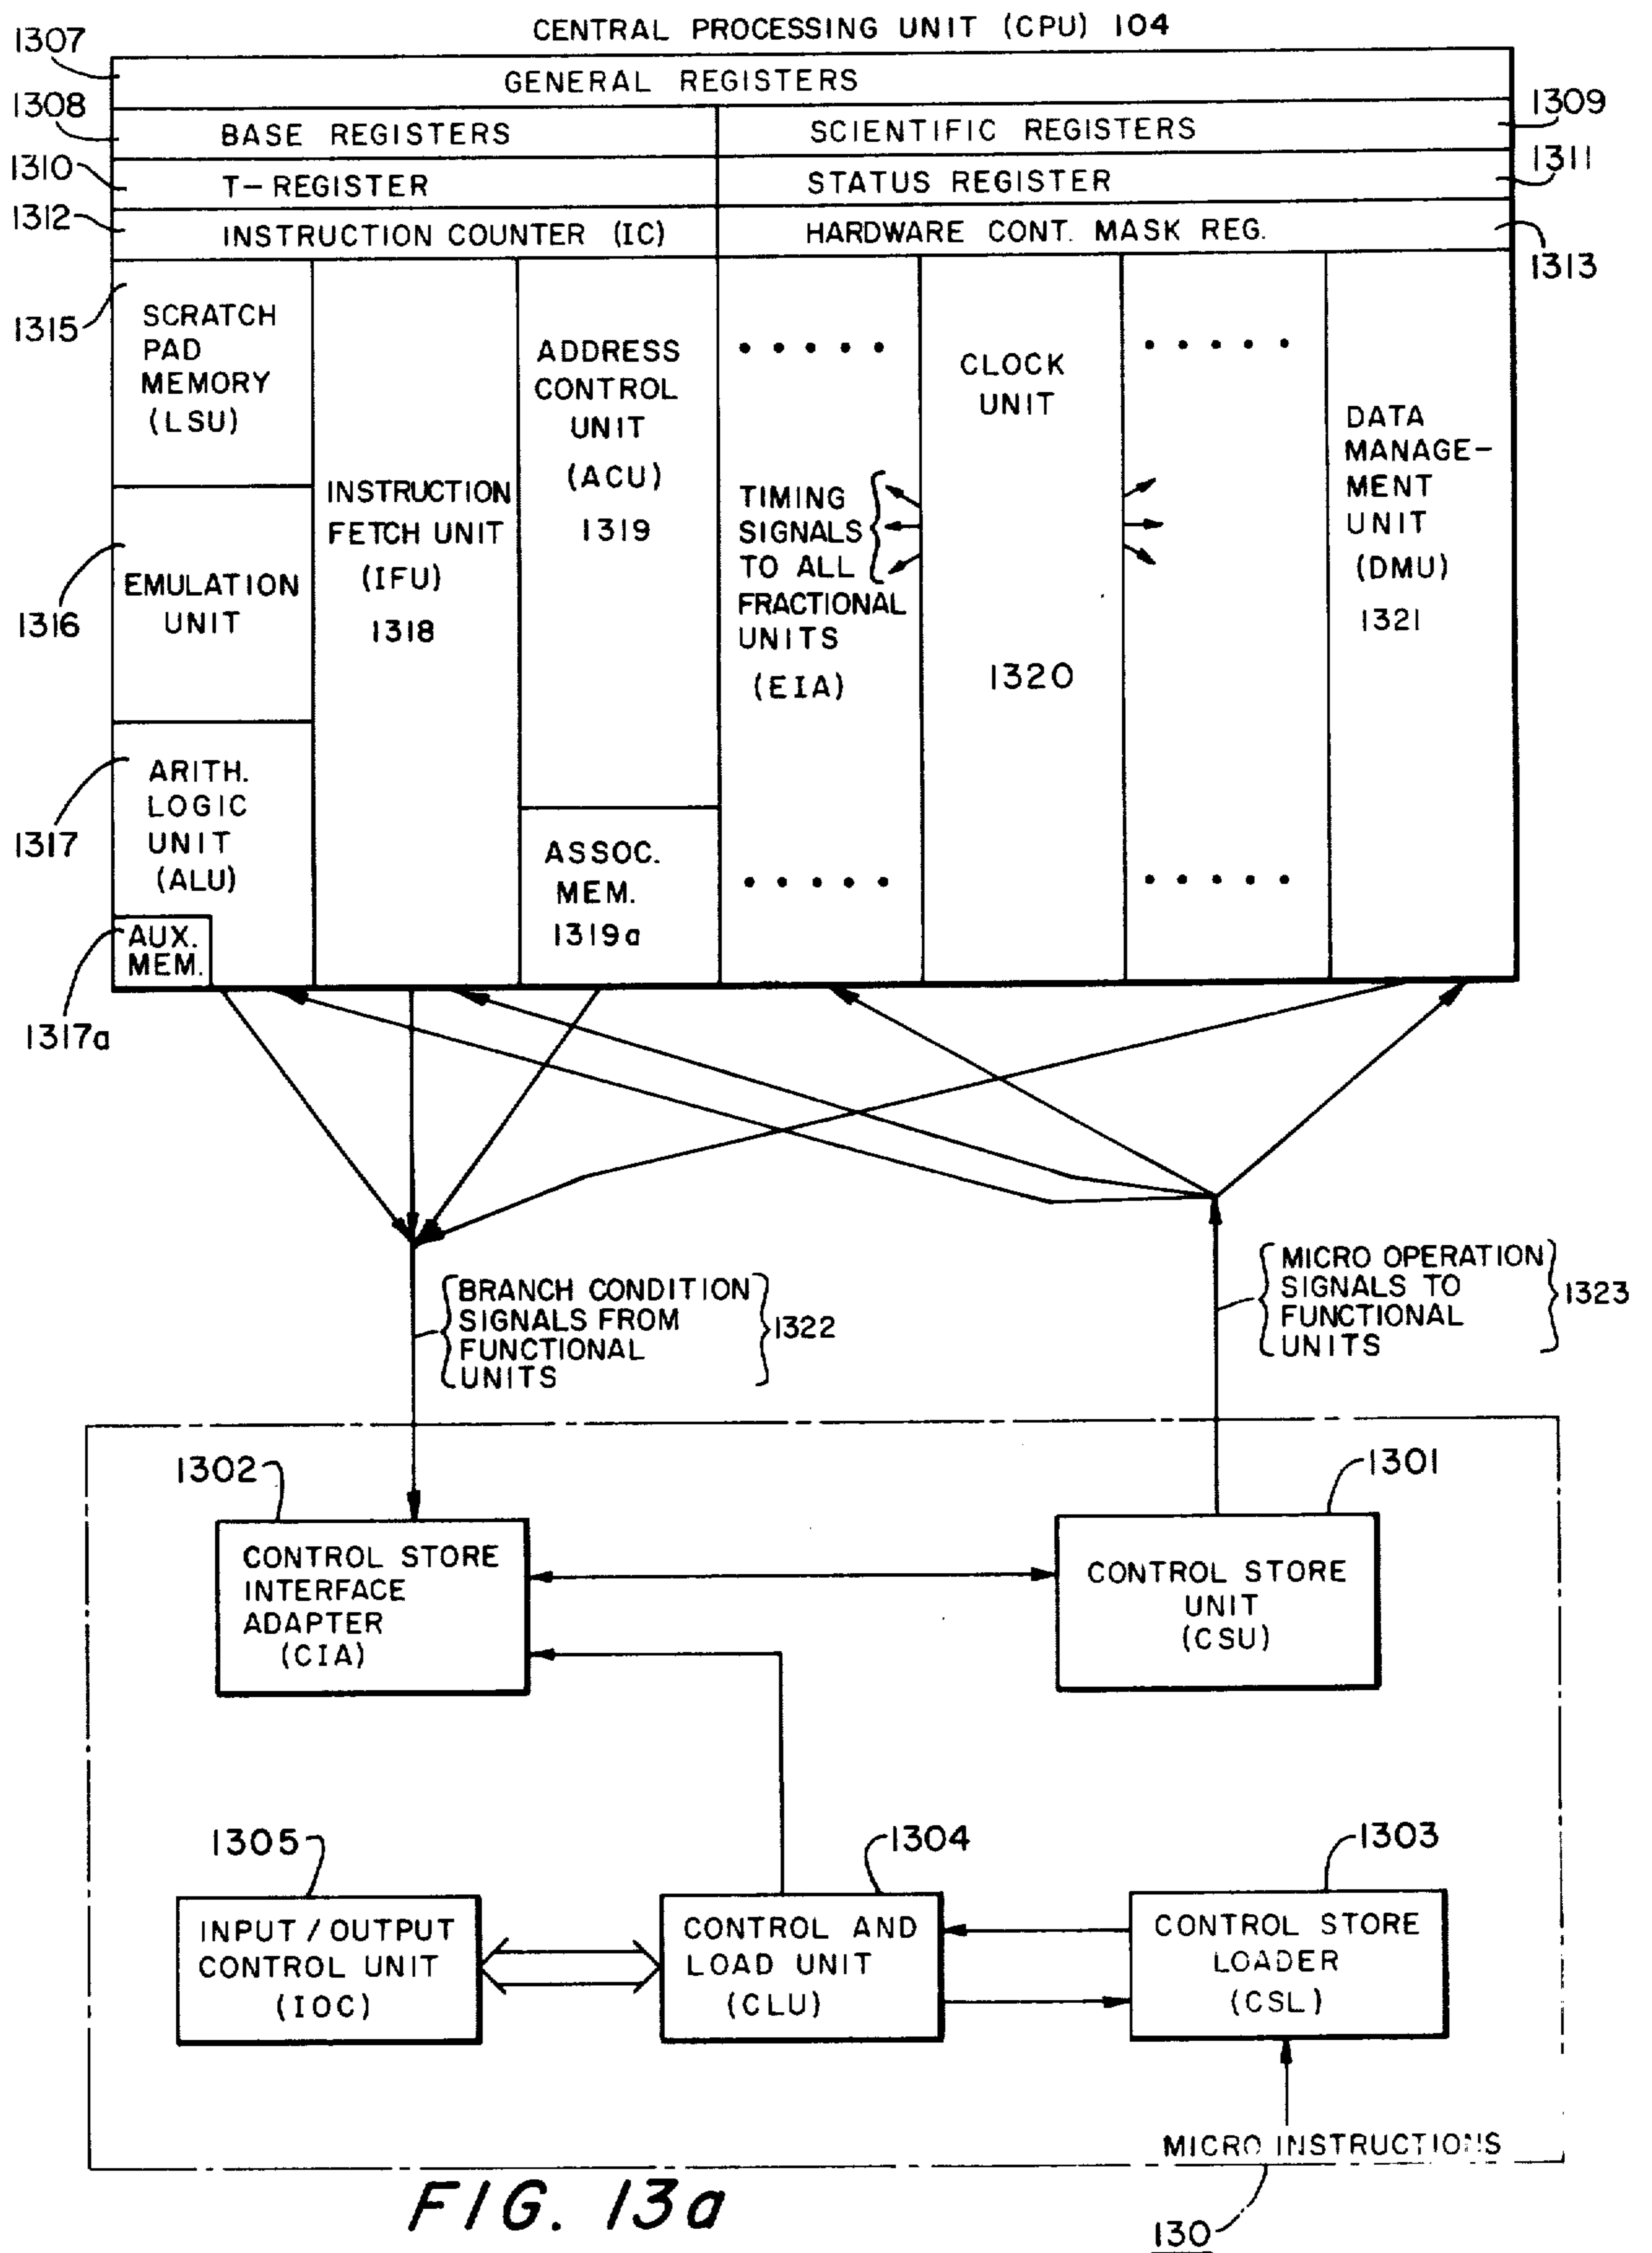 CENTRAL PROCESSING UNIT (CPU) 104
1307
GENERAL REGISTERS
1308
BASE REGISTERS
SCIENTIFIC REGISTERS
1309
1310
T-REGISTER
STATUS REGISTER
1311
1312
INSTRUCTION COUNTER (IC)
HARDWARE CONT. MASK REG.
1313
1315
SCRATCH
PAD
MEMORY
(LSU)
1316
EMULATION
UNIT
1317
ARITH.
LOGIC
UNIT
(ALU)
AUX.
MEM.
1317a
INSTRUCTION
FETCH UNIT
(IFU)
1318
ADDRESS
CONTROL
UNIT
(ACU)
1319
ASSOC.
MEM.
1319a
• • • • •
TIMING
SIGNALS
TO ALL
FRACTIONAL
UNITS
(EIA)
• • • • •
CLOCK
UNIT
1320
• • • • •
• • • • •
DATA
MANAGE-
MENT
UNIT
(DMU)
1321
BRANCH CONDITION
SIGNALS FROM
FUNCTIONAL
UNITS
1322
MICRO OPERATION
SIGNALS TO
FUNCTIONAL
UNITS
1323
1302
CONTROL STORE
INTERFACE
ADAPTER
(CIA)
1301
CONTROL STORE
UNIT
(CSU)
1305
INPUT/OUTPUT
CONTROL UNIT
(IOC)
1304
CONTROL AND
LOAD UNIT
(CLU)
1303
CONTROL STORE
LOADER
(CSL)
MICRO INSTRUCTIONS
FIG. 13a
130